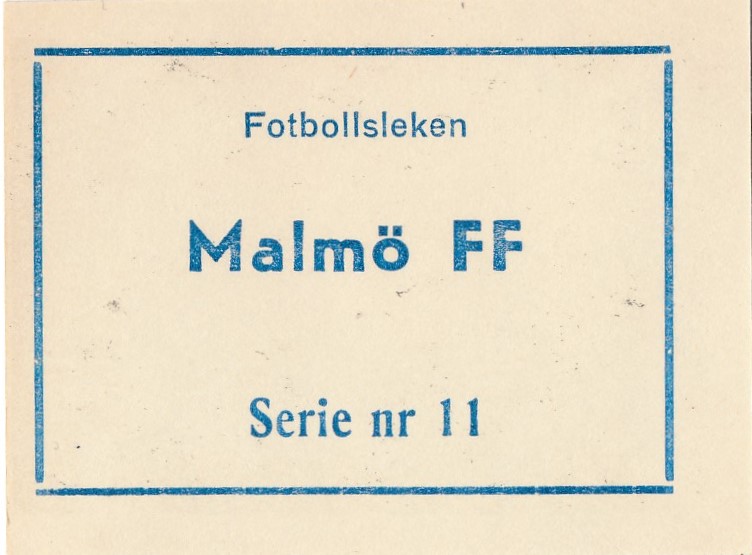 Fotbollsleken
Malmö FF
Serie nr 11